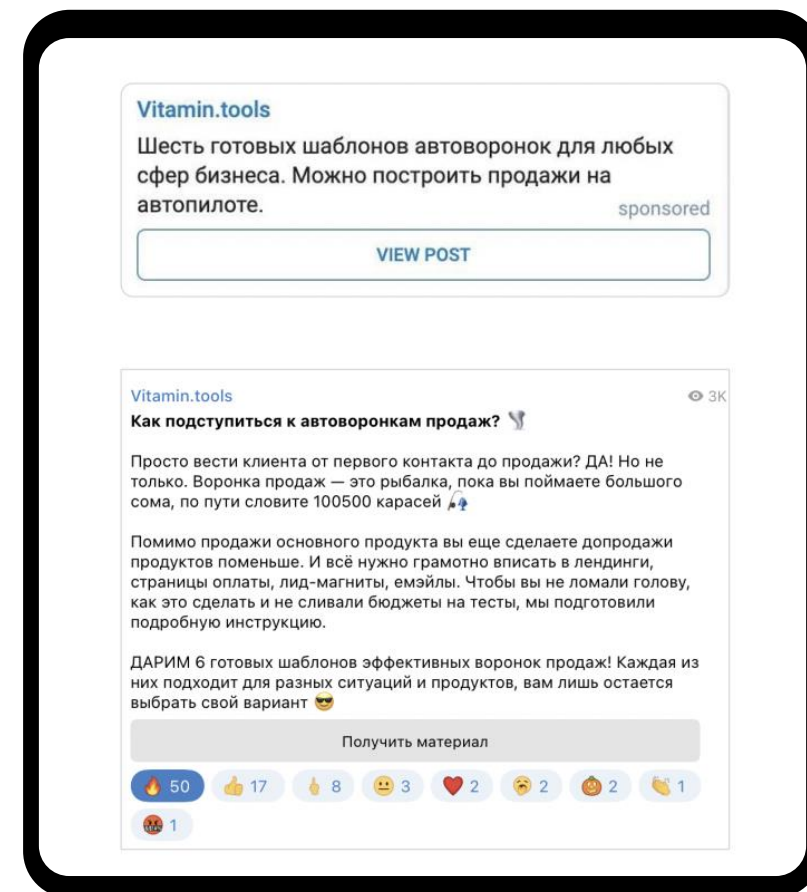 Vitamin.tools
Шесть готовых шаблонов автоворонок для любых
сфер бизнеса. Можно построить продажи на
автопилоте.
sponsored
VIEW POST
Vitamin.tools
3K
Как подступиться к автоворонкам продаж?
Просто вести клиента от первого контакта до продажи? ДА! Но не
только. Воронка продаж — это рыбалка, пока вы поймаете большого
сома, по пути словите 100500 карасей
Помимо продажи основного продукта вы еще сделаете допродажи
продуктов поменьше. И всё нужно грамотно вписать в лендинги,
страницы оплаты, лид-магниты, емэйлы. Чтобы вы не ломали голову,
как это сделать и не сливали бюджеты на тесты, мы подготовили
подробную инструкцию.
ДАРИМ 6 готовых шаблонов эффективных воронок продаж! Каждая из
них подходит для разных ситуаций и продуктов, вам лишь остается
выбрать свой вариант 😎
Получить материал
🔥 50 👍 17 🖕 8 😐 3 ❤️ 2 😪 2 🎃 2 👏 1
🤬 1